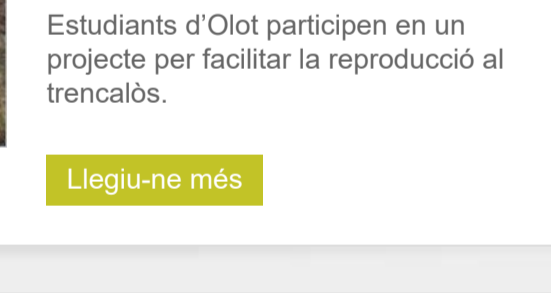 Estudiants d’Olot participen en un
projecte per facilitar la reproducció al
trencalòs.
Llegiu-ne més